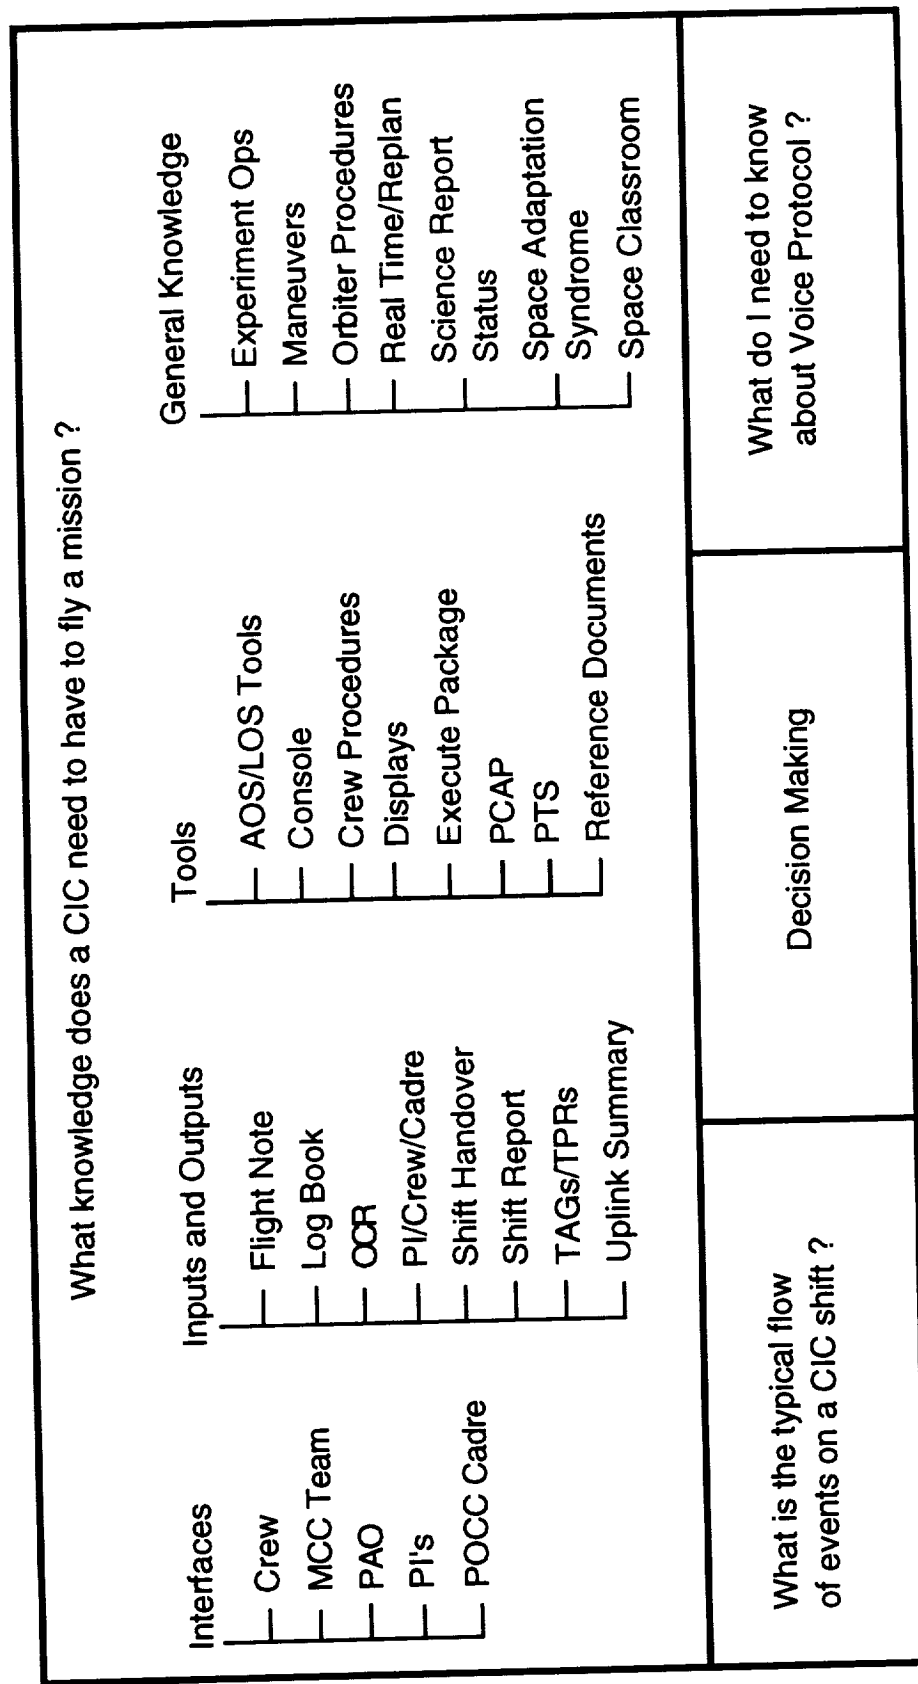 What knowledge does a CIC need to have to fly a mission ?
Interfaces
Crew
MCC Team
PAO
PI's
POCC Cadre
Inputs and Outputs
Flight Note
Log Book
OCR
PI/Crew/Cadre
Shift Handover
Shift Report
TAGs/TPRs
Uplink Summary
Tools
AOS/LOS Tools
Console
Crew Procedures
Displays
Execute Package
PCAP
PTS
Reference Documents
General Knowledge
Experiment Ops
Maneuvers
Orbiter Procedures
Real Time/Replan
Science Report
Status
Space Adaptation
Syndrome
Space Classroom
What is the typical flow
of events on a CIC shift ?
Decision Making
What do I need to know
about Voice Protocol ?